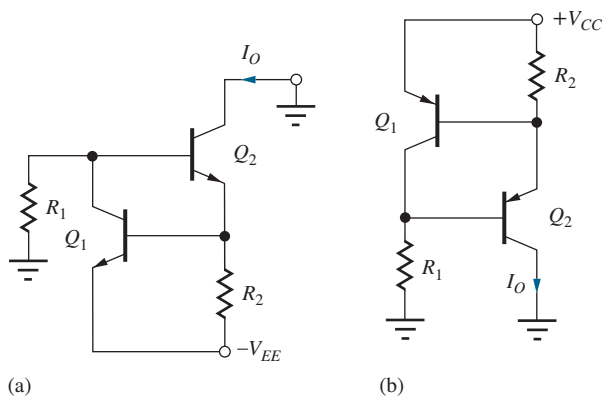 I_O
Q_2
R_1
Q_1
R_2
−V_EE
(a)
+V_CC
R_2
Q_1
Q_2
R_1
I_O
(b)